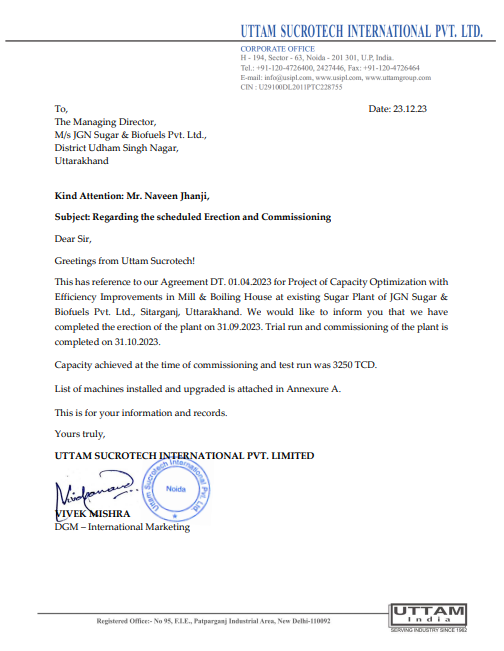 UTTAM SUCROTECH INTERNATIONAL PVT. LTD.
CORPORATE OFFICE
H - 194, Sector - 63, Noida - 201 301, U.P, India.
Tel.: +91-120-4726400, 2427446, Fax: +91-120-4726464
E-mail: info@usipl.com, www.usipl.com, www.uttamgroup.com
CIN : U29100DL2011PTC228755
To,
Date: 23.12.23
The Managing Director,
M/s JGN Sugar & Biofuels Pvt. Ltd.,
District Udham Singh Nagar,
Uttarakhand
Kind Attention: Mr. Naveen Jhanji,
Subject: Regarding the scheduled Erection and Commissioning
Dear Sir,
Greetings from Uttam Sucrotech!
This has reference to our Agreement DT. 01.04.2023 for Project of Capacity Optimization with
Efficiency Improvements in Mill & Boiling House at existing Sugar Plant of JGN Sugar &
Biofuels Pvt. Ltd., Sitarganj, Uttarakhand. We would like to inform you that we have
completed the erection of the plant on 31.09.2023. Trial run and commissioning of the plant is
completed on 31.10.2023.
Capacity achieved at the time of commissioning and test run was 3250 TCD.
List of machines installed and upgraded is attached in Annexure A.
This is for your information and records.
Yours truly,
UTTAM SUCROTECH INTERNATIONAL PVT. LIMITED
Uttam Sucrotech International Pvt. Ltd.
Noida
VIVEK MISHRA
DGM – International Marketing
UTTAM
India
SERVING INDUSTRY SINCE 1962
Registered Office:- No 95, F.I.E., Patparganj Industrial Area, New Delhi-110092